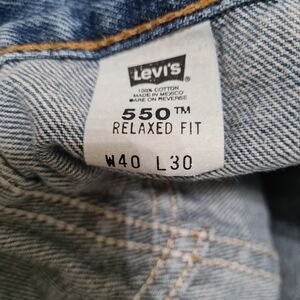 LEVI'S®
100% COTTON
MADE IN MEXICO
CARE ON REVERSE
550™
RELAXED FIT
W40 L30